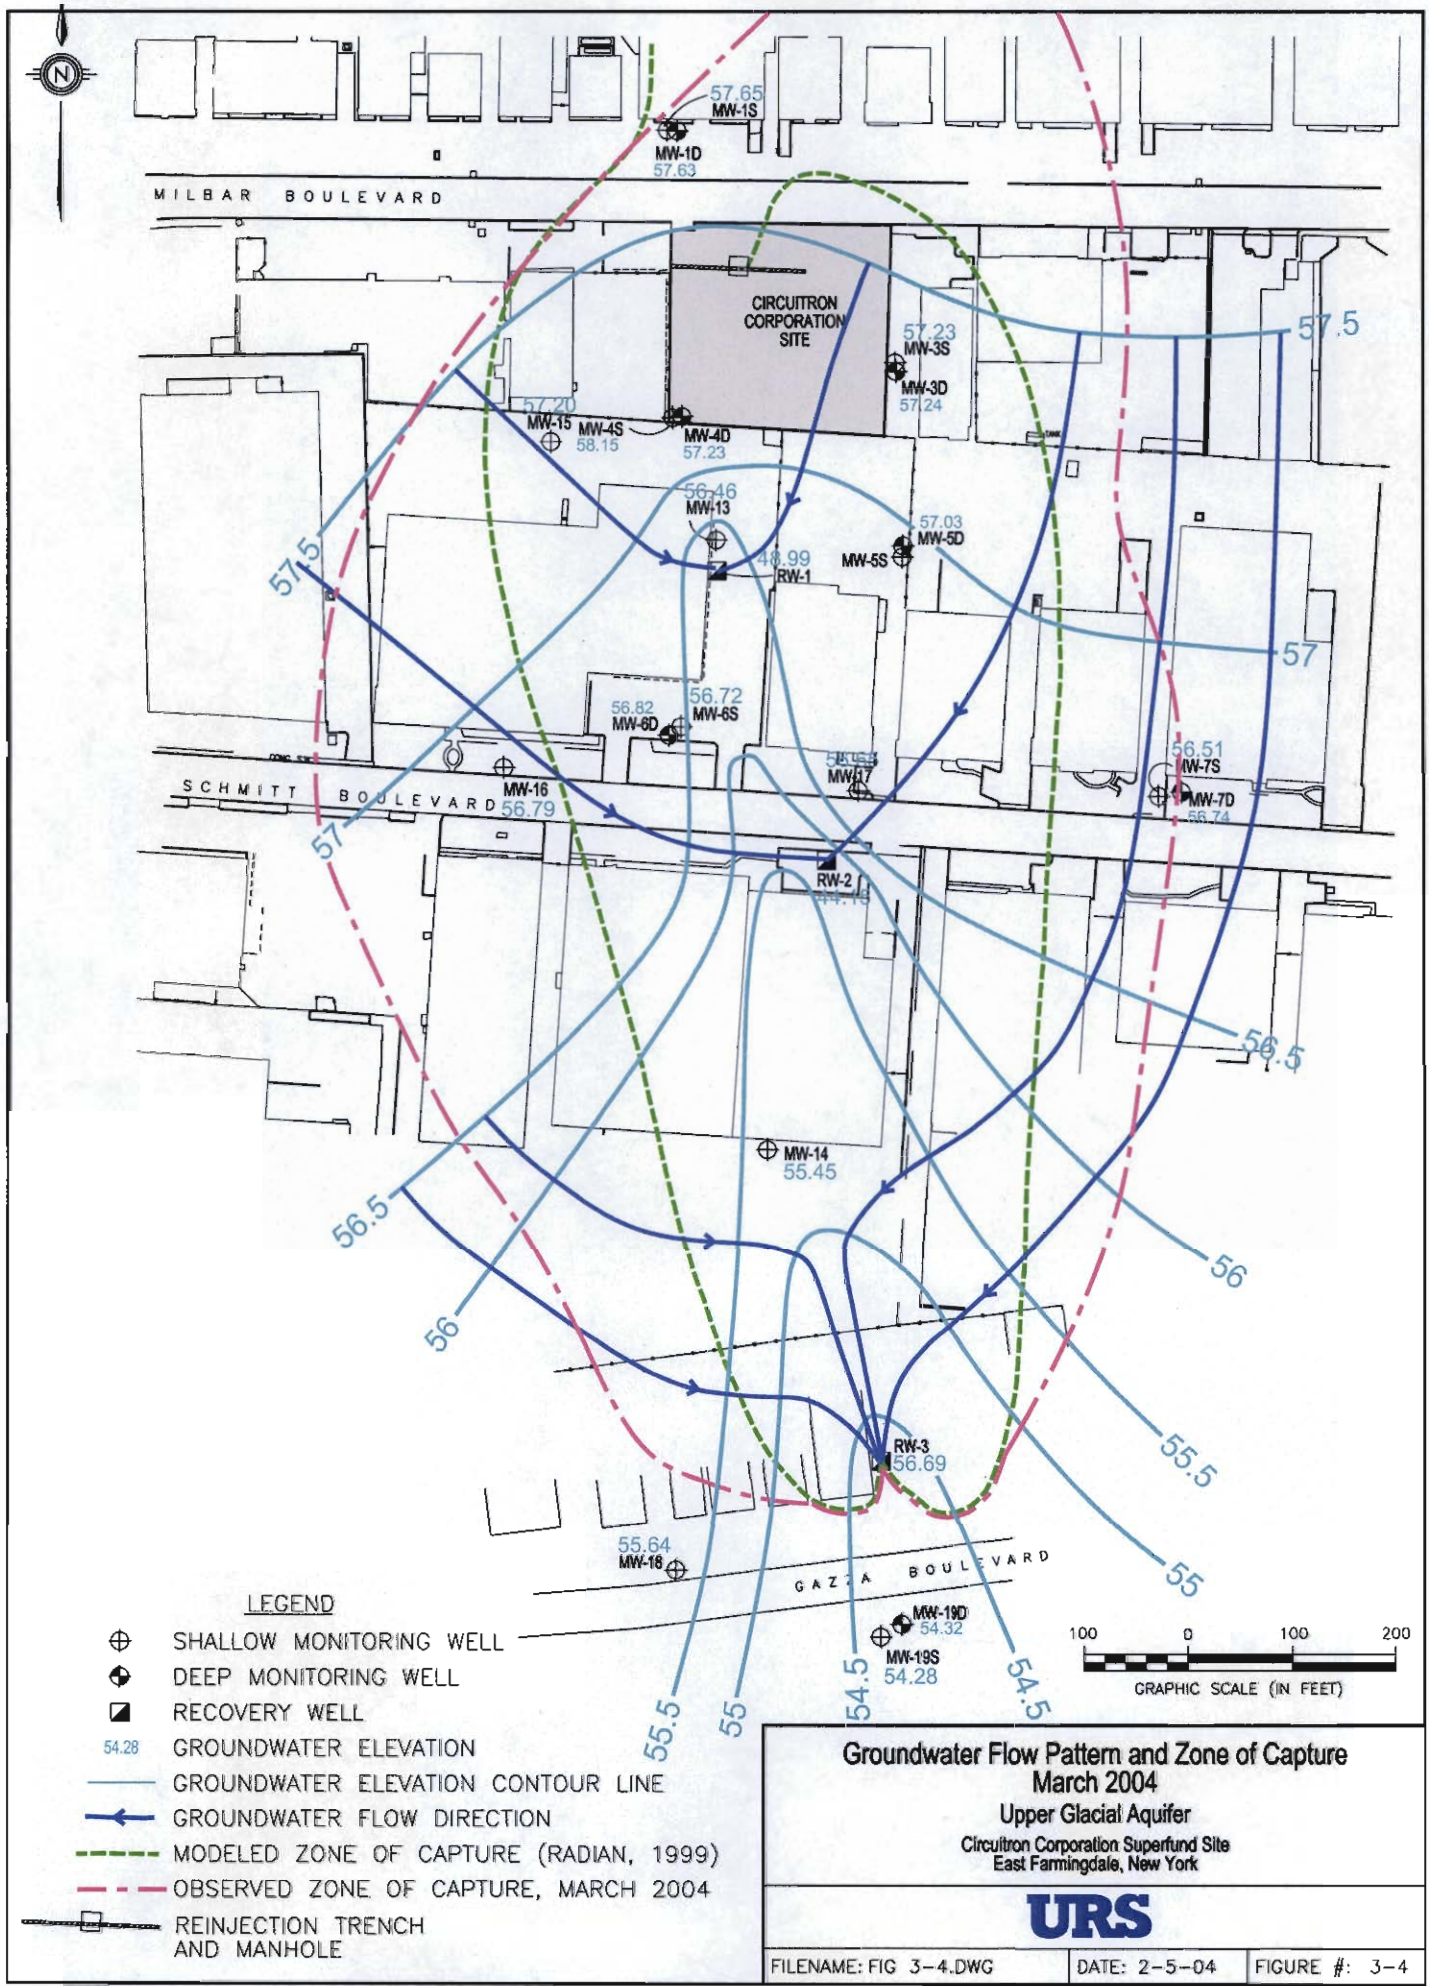 N
57.65
MW-1S
MW-1D
57.63
MILBAR BOULEVARD
CIRCUITRON
CORPORATION
SITE
57.23
MW-3S
MW-3D
57.24
57.5
57.20
MW-15
MW-4S
58.15
MW-4D
57.23
TANK
56.46
MW-13
57.03
MW-5D
MW-5S
48.99
RW-1
57.5
57
56.82
MW-6D
56.72
MW-6S
MW-17
56.51
MW-7S
MW-7D
56.74
MW-16
56.79
SCHMITT BOULEVARD
57
RW-2
56.5
MW-14
55.45
56.5
56
56
RW-3
56.69
55.5
55.64
MW-18
GAZZA BOULEVARD
55
MW-19D
54.32
MW-19S
54.28
55.5
55
54.5
54.5
100 0 100 200
GRAPHIC SCALE (IN FEET)
LEGEND
SHALLOW MONITORING WELL
DEEP MONITORING WELL
RECOVERY WELL
54.28 GROUNDWATER ELEVATION
GROUNDWATER ELEVATION CONTOUR LINE
GROUNDWATER FLOW DIRECTION
MODELED ZONE OF CAPTURE (RADIAN, 1999)
OBSERVED ZONE OF CAPTURE, MARCH 2004
REINJECTION TRENCH
AND MANHOLE
Groundwater Flow Pattern and Zone of Capture
March 2004
Upper Glacial Aquifer
Circuitron Corporation Superfund Site
East Farmingdale, New York
URS
FILENAME: FIG 3-4.DWG
DATE: 2-5-04
FIGURE #: 3-4